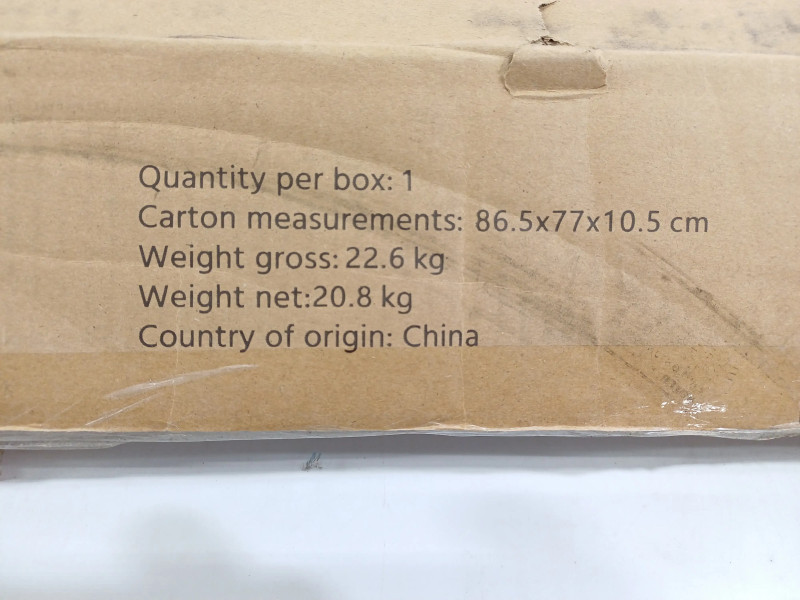 Quantity per box: 1
Carton measurements: 86.5x77x10.5 cm
Weight gross: 22.6 kg
Weight net:20.8 kg
Country of origin: China